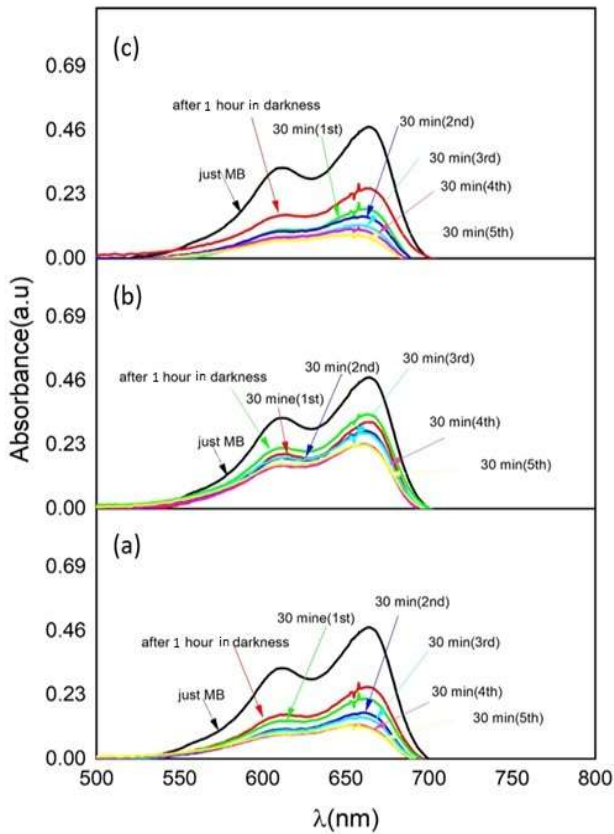 (c)
0.69
after 1 hour in darkness
30 min(2nd)
30 min(1st)
0.46
30 min(3rd)
just MB
30 min(4th)
0.23
30 min(5th)
0.00
(b)
0.69
30 min(2nd)
30 min(3rd)
after 1 hour in darkness
0.46
30 mine(1st)
30 min(4th)
just MB
0.23
30 min(5th)
0.00
(a)
0.69
30 min(2nd)
30 mine(1st)
0.46
after 1 hour in darkness
30 min(3rd)
just MB
30 min(4th)
0.23
30 min(5th)
0.00
Absorbance(a.u)
500 600 650 700 750 800
λ(nm)